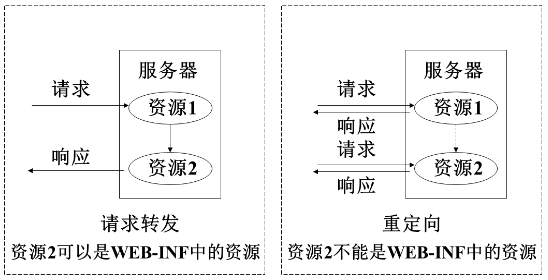 服务器
请求
资源1
响应
资源2
请求转发
资源2可以是WEB-INF中的资源
服务器
请求
资源1
响应
请求
资源2
响应
重定向
资源2不能是WEB-INF中的资源